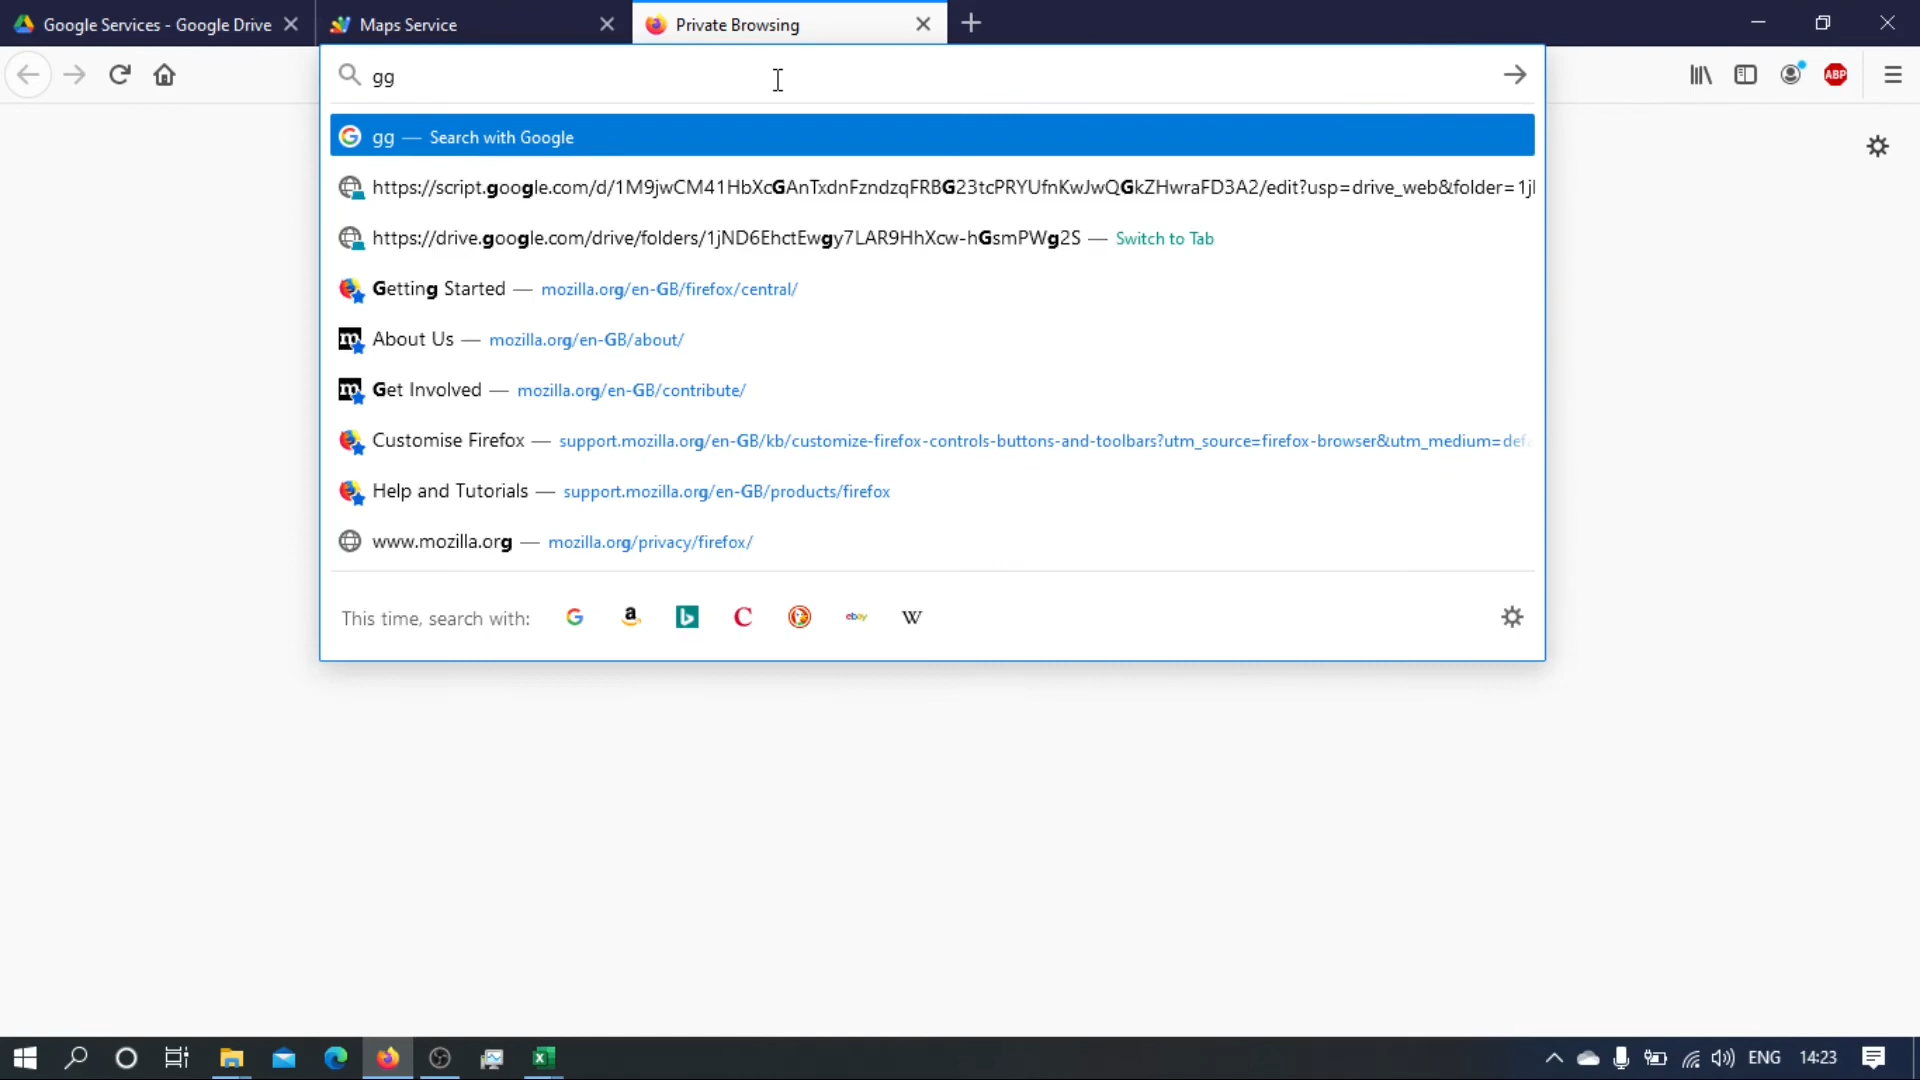 Google Services - Google Drive
Maps Service
Private Browsing
gg
ABP
gg — Search with Google
https://script.google.com/d/1M9jwCM41HbXcGAnTxdnFzndzqFRBG23tcPRYUfnKwJwQGkZHwraFD3A2/edit?usp=drive_web&folder=1j
https://drive.google.com/drive/folders/1jND6EhctEwgy7LAR9HhXcw-hGsmPWg2S — Switch to Tab
Getting Started — mozilla.org/en-GB/firefox/central/
About Us — mozilla.org/en-GB/about/
Get Involved — mozilla.org/en-GB/contribute/
Customise Firefox — support.mozilla.org/en-GB/kb/customize-firefox-controls-buttons-and-toolbars?utm_source=firefox-browser&utm_medium=def
Help and Tutorials — support.mozilla.org/en-GB/products/firefox
www.mozilla.org — mozilla.org/privacy/firefox/
This time, search with:
ebay
W
ENG
14:23